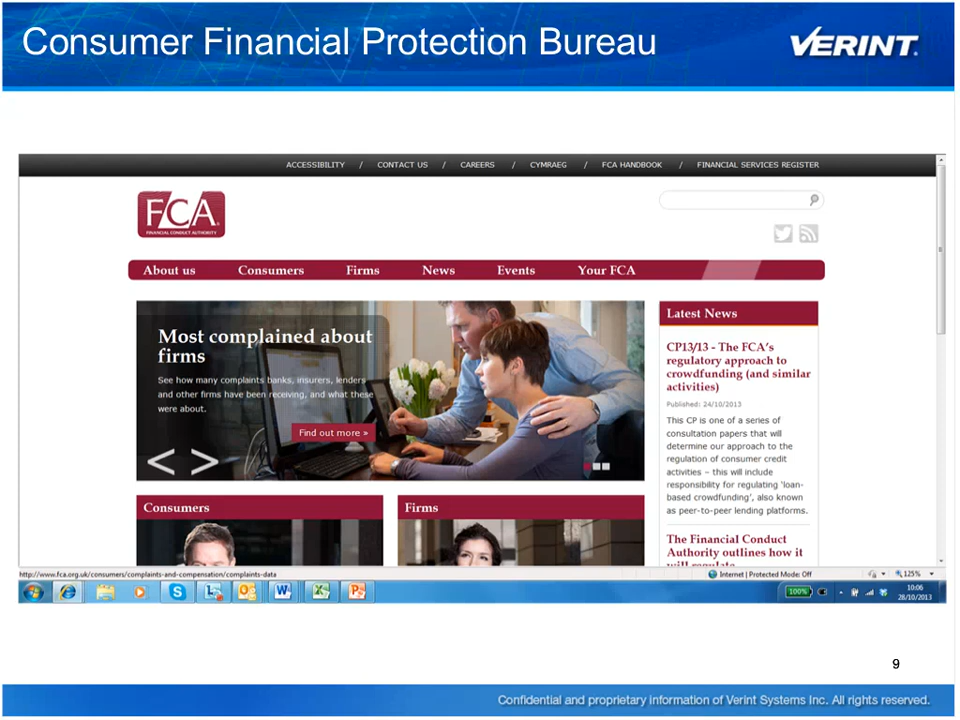 Consumer Financial Protection Bureau
VERINT.
ACCESSIBILITY / CONTACT US / CAREERS / CYMRAEG / FCA HANDBOOK / FINANCIAL SERVICES REGISTER
FCA
FINANCIAL CONDUCT AUTHORITY
About us Consumers Firms News Events Your FCA
Most complained about
firms
See how many complaints banks, insurers, lenders
and other firms have been receiving, and what these
were about.
Find out more »
< >
Latest News
CP13/13 - The FCA's
regulatory approach to
crowdfunding (and similar
activities)
Published: 24/10/2013
This CP is one of a series of
consultation papers that will
determine our approach to the
regulation of consumer credit
activities – this will include
responsibility for regulating 'loan-
based crowdfunding', also known
as peer-to-peer lending platforms.
The Financial Conduct
Authority outlines how it
will regulate
Consumers
Firms
http://www.fca.org.uk/consumers/complaints-and-compensation/complaints-data
Internet | Protected Mode: Off
125%
100%
10:06
28/10/2013
9
Confidential and proprietary information of Verint Systems Inc. All rights reserved.